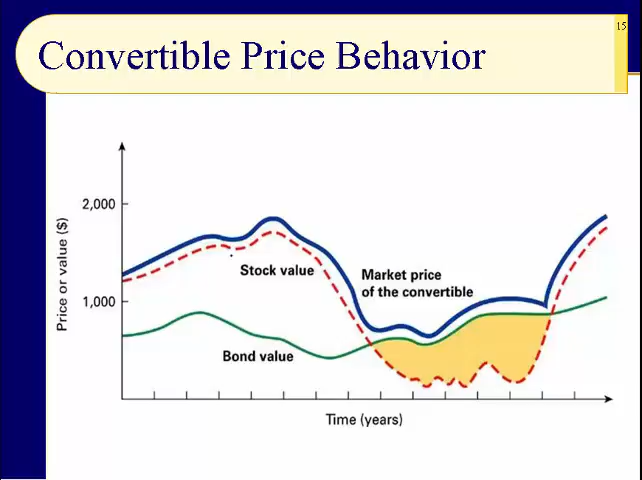 15
Convertible Price Behavior
Price or value ($)
2,000
1,000
Stock value
Market price
of the convertible
Bond value
Time (years)